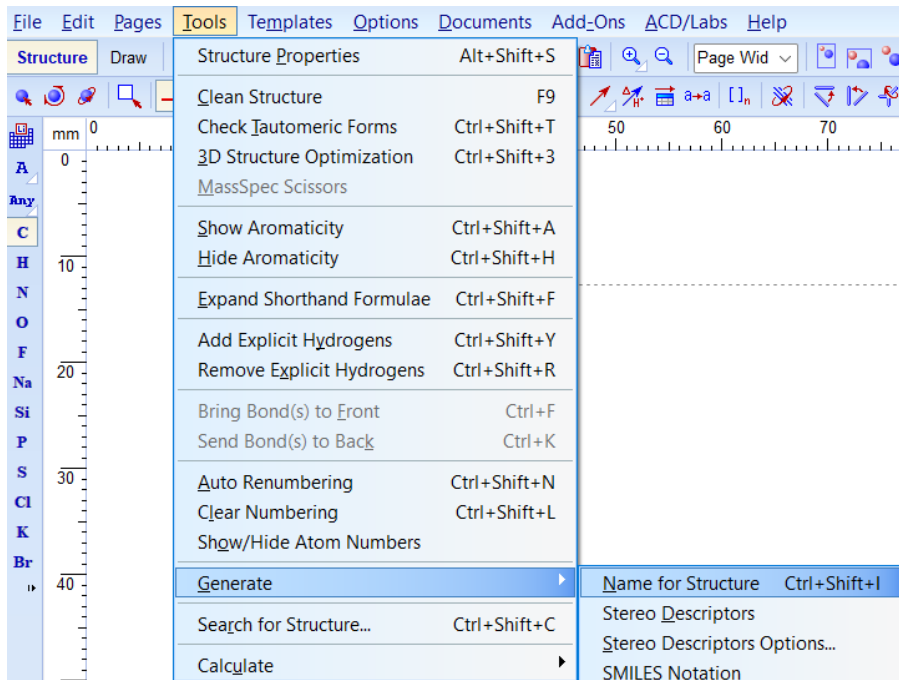 File Edit Pages Tools Templates Options Documents Add-Ons ACD/Labs Help
Structure Draw Page Wid
a→a []n
mm 0 50 60 70
Structure Properties Alt+Shift+S
Clean Structure F9
Check Tautomeric Forms Ctrl+Shift+T
3D Structure Optimization Ctrl+Shift+3
MassSpec Scissors
Show Aromaticity Ctrl+Shift+A
Hide Aromaticity Ctrl+Shift+H
Expand Shorthand Formulae Ctrl+Shift+F
Add Explicit Hydrogens Ctrl+Shift+Y
Remove Explicit Hydrogens Ctrl+Shift+R
Bring Bond(s) to Front Ctrl+F
Send Bond(s) to Back Ctrl+K
Auto Renumbering Ctrl+Shift+N
Clear Numbering Ctrl+Shift+L
Show/Hide Atom Numbers
Generate
Search for Structure... Ctrl+Shift+C
Calculate
Name for Structure Ctrl+Shift+I
Stereo Descriptors
Stereo Descriptors Options...
SMILES Notation
A
Any
C
H
N
O
F
Na
Si
P
S
Cl
K
Br
0
10
20
30
40